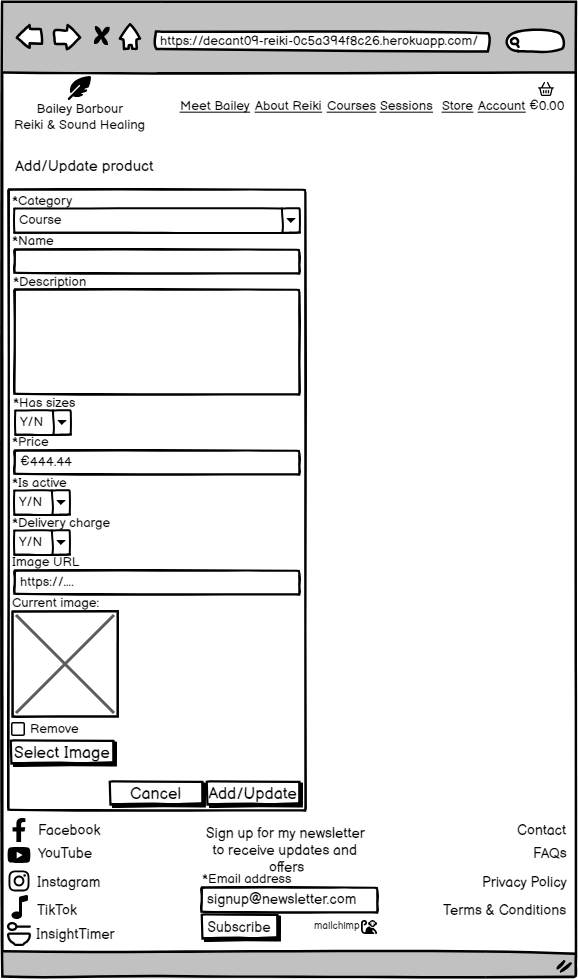 https://decant09-reiki-0c5a394f8c26.herokuapp.com/
Bailey Barbour
Reiki & Sound Healing
Meet Bailey About Reiki Courses Sessions Store Account €0.00
Add/Update product
*Category
Course
*Name
*Description
*Has sizes
Y/N
*Price
€444.44
*Is active
Y/N
*Delivery charge
Y/N
Image URL
https://....
Current image:
Remove
Select Image
Cancel Add/Update
Facebook
YouTube
Instagram
TikTok
InsightTimer
Sign up for my newsletter
to receive updates and
offers
*Email address
signup@newsletter.com
Subscribe
mailchimp
Contact
FAQs
Privacy Policy
Terms & Conditions